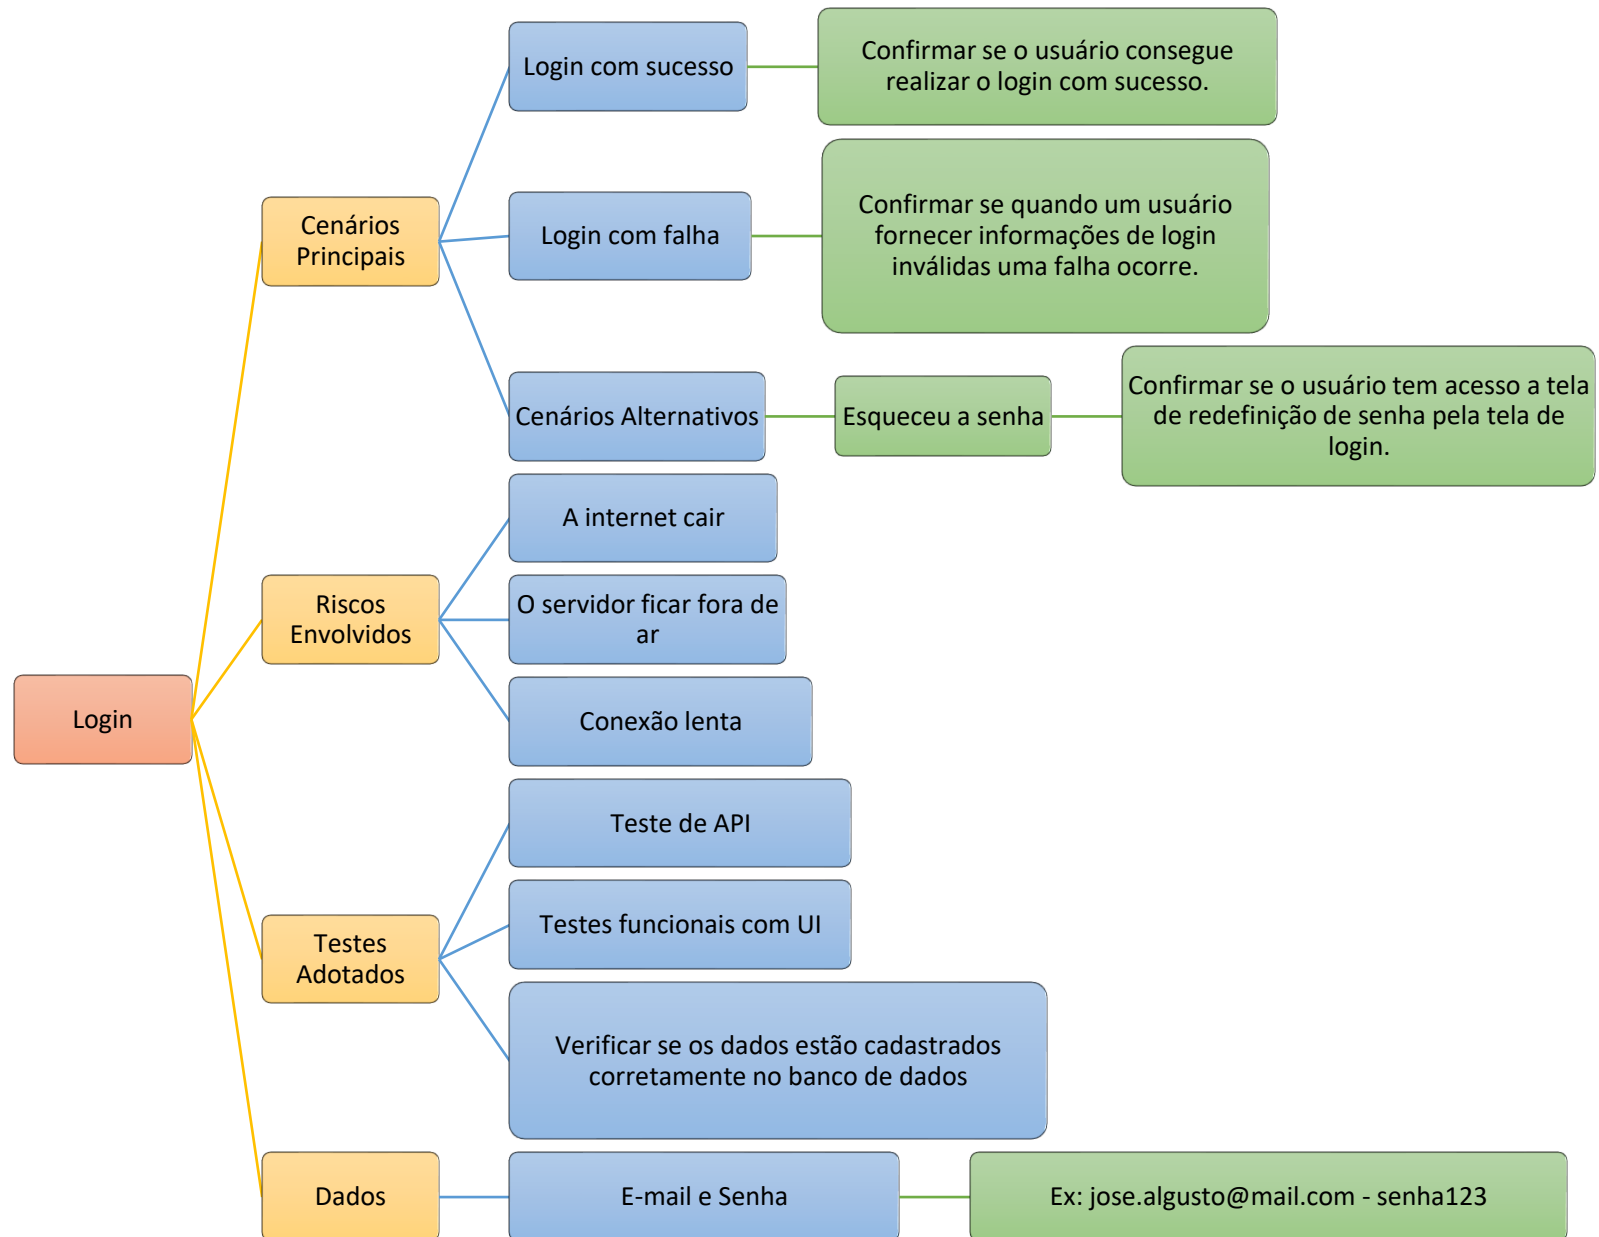 Login
Cenários
Principais
Login com sucesso
Confirmar se o usuário consegue
realizar o login com sucesso.
Login com falha
Confirmar se quando um usuário
fornecer informações de login
inválidas uma falha ocorre.
Cenários Alternativos
Esqueceu a senha
Confirmar se o usuário tem acesso a tela
de redefinição de senha pela tela de
login.
Riscos
Envolvidos
A internet cair
O servidor ficar fora de
ar
Conexão lenta
Testes
Adotados
Teste de API
Testes funcionais com UI
Verificar se os dados estão cadastrados
corretamente no banco de dados
Dados
E-mail e Senha
Ex: jose.algusto@mail.com - senha123